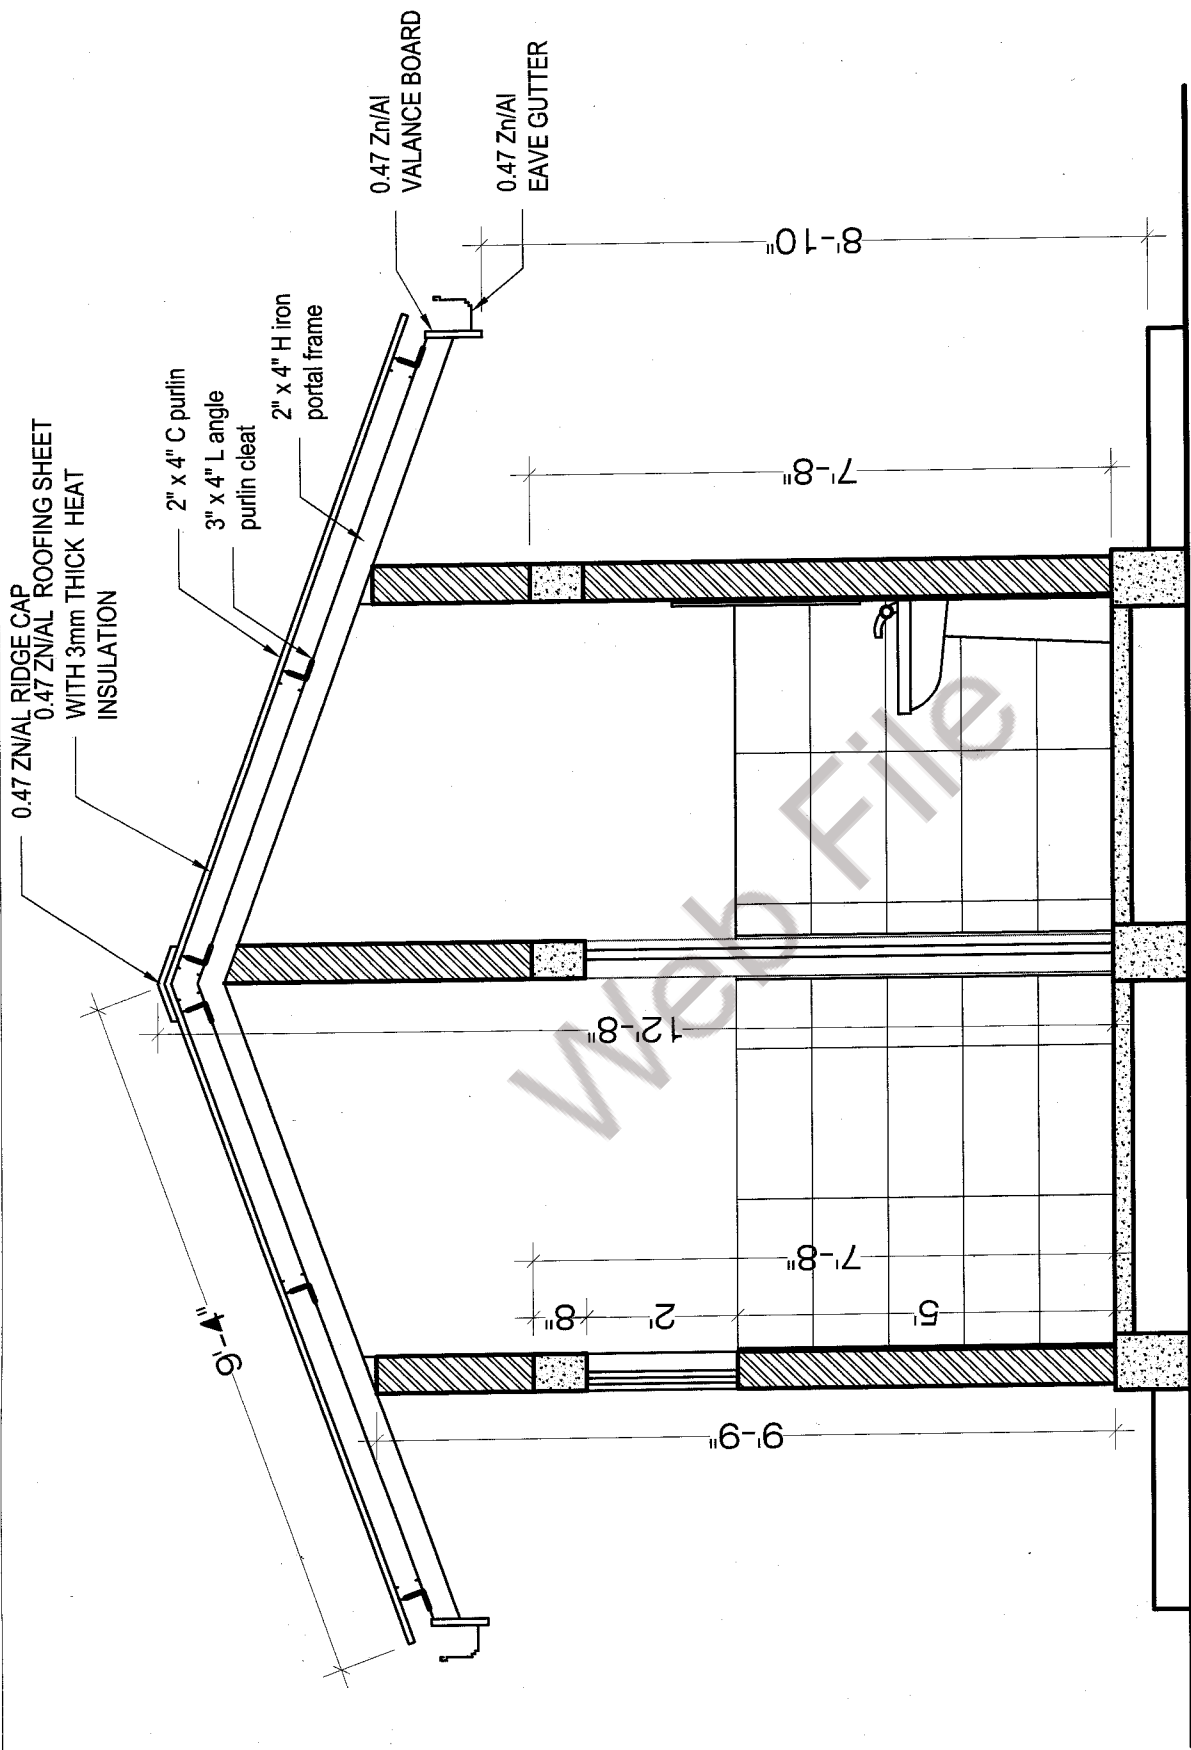 0.47 ZN/AL RIDGE CAP
0.47 ZN/AL ROOFING SHEET
WITH 3mm THICK HEAT
INSULATION
2" x 4" C purlin
3" x 4" L angle
purlin cleat
2" x 4" H iron
portal frame
0.47 Zn/Al
VALANCE BOARD
0.47 Zn/Al
EAVE GUTTER
9'-4"
12'-8"
8'-10"
7'-8"
7'-8"
8"
2'
5'
9'-9"
Web File